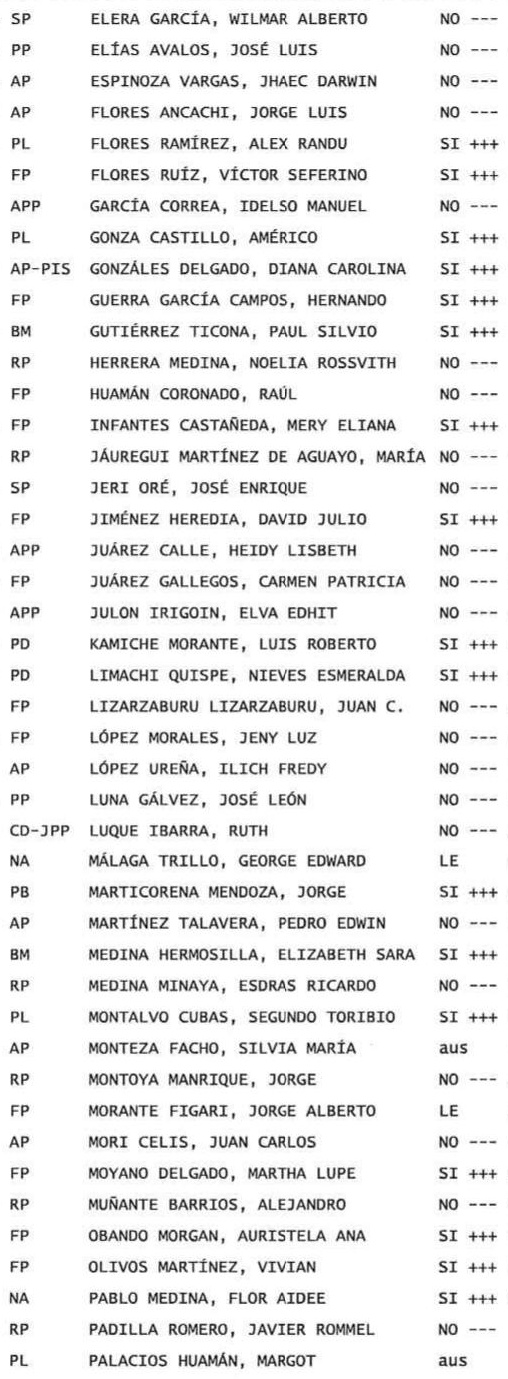 SP ELERA GARCÍA, WILMAR ALBERTO NO ---
PP ELÍAS AVALOS, JOSÉ LUIS NO ---
AP ESPINOZA VARGAS, JHAEC DARWIN NO ---
AP FLORES ANCACHI, JORGE LUIS NO ---
PL FLORES RAMÍREZ, ALEX RANDU SI +++
FP FLORES RUÍZ, VÍCTOR SEFERINO SI +++
APP GARCÍA CORREA, IDELSO MANUEL NO ---
PL GONZA CASTILLO, AMÉRICO SI +++
AP-PIS GONZÁLES DELGADO, DIANA CAROLINA SI +++
FP GUERRA GARCÍA CAMPOS, HERNANDO SI +++
BM GUTIÉRREZ TICONA, PAUL SILVIO SI +++
RP HERRERA MEDINA, NOELIA ROSSVITH NO ---
FP HUAMÁN CORONADO, RAÚL NO ---
FP INFANTES CASTAÑEDA, MERY ELIANA SI +++
RP JÁUREGUI MARTÍNEZ DE AGUAYO, MARÍA NO ---
SP JERI ORÉ, JOSÉ ENRIQUE NO ---
FP JIMÉNEZ HEREDIA, DAVID JULIO SI +++
APP JUÁREZ CALLE, HEIDY LISBETH NO ---
FP JUÁREZ GALLEGOS, CARMEN PATRICIA NO ---
APP JULON IRIGOIN, ELVA EDHIT NO ---
PD KAMICHE MORANTE, LUIS ROBERTO SI +++
PD LIMACHI QUISPE, NIEVES ESMERALDA SI +++
FP LIZARZABURU LIZARZABURU, JUAN C. NO ---
FP LÓPEZ MORALES, JENY LUZ NO ---
AP LÓPEZ UREÑA, ILICH FREDY NO ---
PP LUNA GÁLVEZ, JOSÉ LEÓN NO ---
CD-JPP LUQUE IBARRA, RUTH NO ---
NA MÁLAGA TRILLO, GEORGE EDWARD LE
PB MARTICORENA MENDOZA, JORGE SI +++
AP MARTÍNEZ TALAVERA, PEDRO EDWIN NO ---
BM MEDINA HERMOSILLA, ELIZABETH SARA SI +++
RP MEDINA MINAYA, ESDRAS RICARDO NO ---
PL MONTALVO CUBAS, SEGUNDO TORIBIO SI +++
AP MONTEZA FACHO, SILVIA MARÍA aus
RP MONTOYA MANRIQUE, JORGE NO ---
FP MORANTE FIGARI, JORGE ALBERTO LE
AP MORI CELIS, JUAN CARLOS NO ---
FP MOYANO DELGADO, MARTHA LUPE SI +++
RP MUÑANTE BARRIOS, ALEJANDRO NO ---
FP OBANDO MORGAN, AURISTELA ANA SI +++
FP OLIVOS MARTÍNEZ, VIVIAN SI +++
NA PABLO MEDINA, FLOR AIDEE SI +++
RP PADILLA ROMERO, JAVIER ROMMEL NO ---
PL PALACIOS HUAMÁN, MARGOT aus